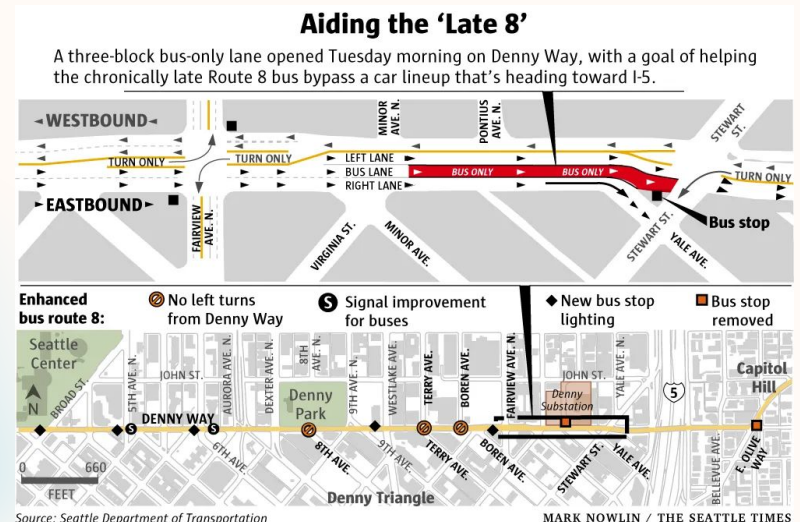 Aiding the ‘Late 8’
A three-block bus-only lane opened Tuesday morning on Denny Way, with a goal of helping
the chronically late Route 8 bus bypass a car lineup that’s heading toward I-5.
WESTBOUND
MINOR
AVE. N.
PONTIUS
AVE. N.
STEWART
ST.
TURN ONLY
TURN ONLY
LEFT LANE
BUS LANE
RIGHT LANE
BUS ONLY
BUS ONLY
TURN ONLY
EASTBOUND
FAIRVIEW
AVE. N.
VIRGINIA ST.
MINOR AVE.
STEWART ST.
YALE AVE.
Bus stop
Enhanced
bus route 8:
No left turns
from Denny Way
S
Signal improvement
for buses
New bus stop
lighting
Bus stop
removed
Seattle
Center
N
BROAD ST.
5TH AVE. N.
JOHN ST.
AURORA AVE. N.
DEXTER AVE. N.
8TH
AVE. N.
Denny
Park
9TH AVE. N.
WESTLAKE AVE.
TERRY AVE.
BOREN AVE.
FAIRVIEW AVE. N.
JOHN ST.
Denny
Substation
YALE AVE. N.
5
Capitol
Hill
DENNY WAY
S
S
6TH AVE.
8TH AVE.
9TH AVE.
TERRY AVE.
BOREN AVE.
STEWART ST.
YALE AVE.
BELLEVUE AVE.
E. OLIVE
WAY
0 660
FEET
Denny Triangle
Source: Seattle Department of Transportation
MARK NOWLIN / THE SEATTLE TIMES